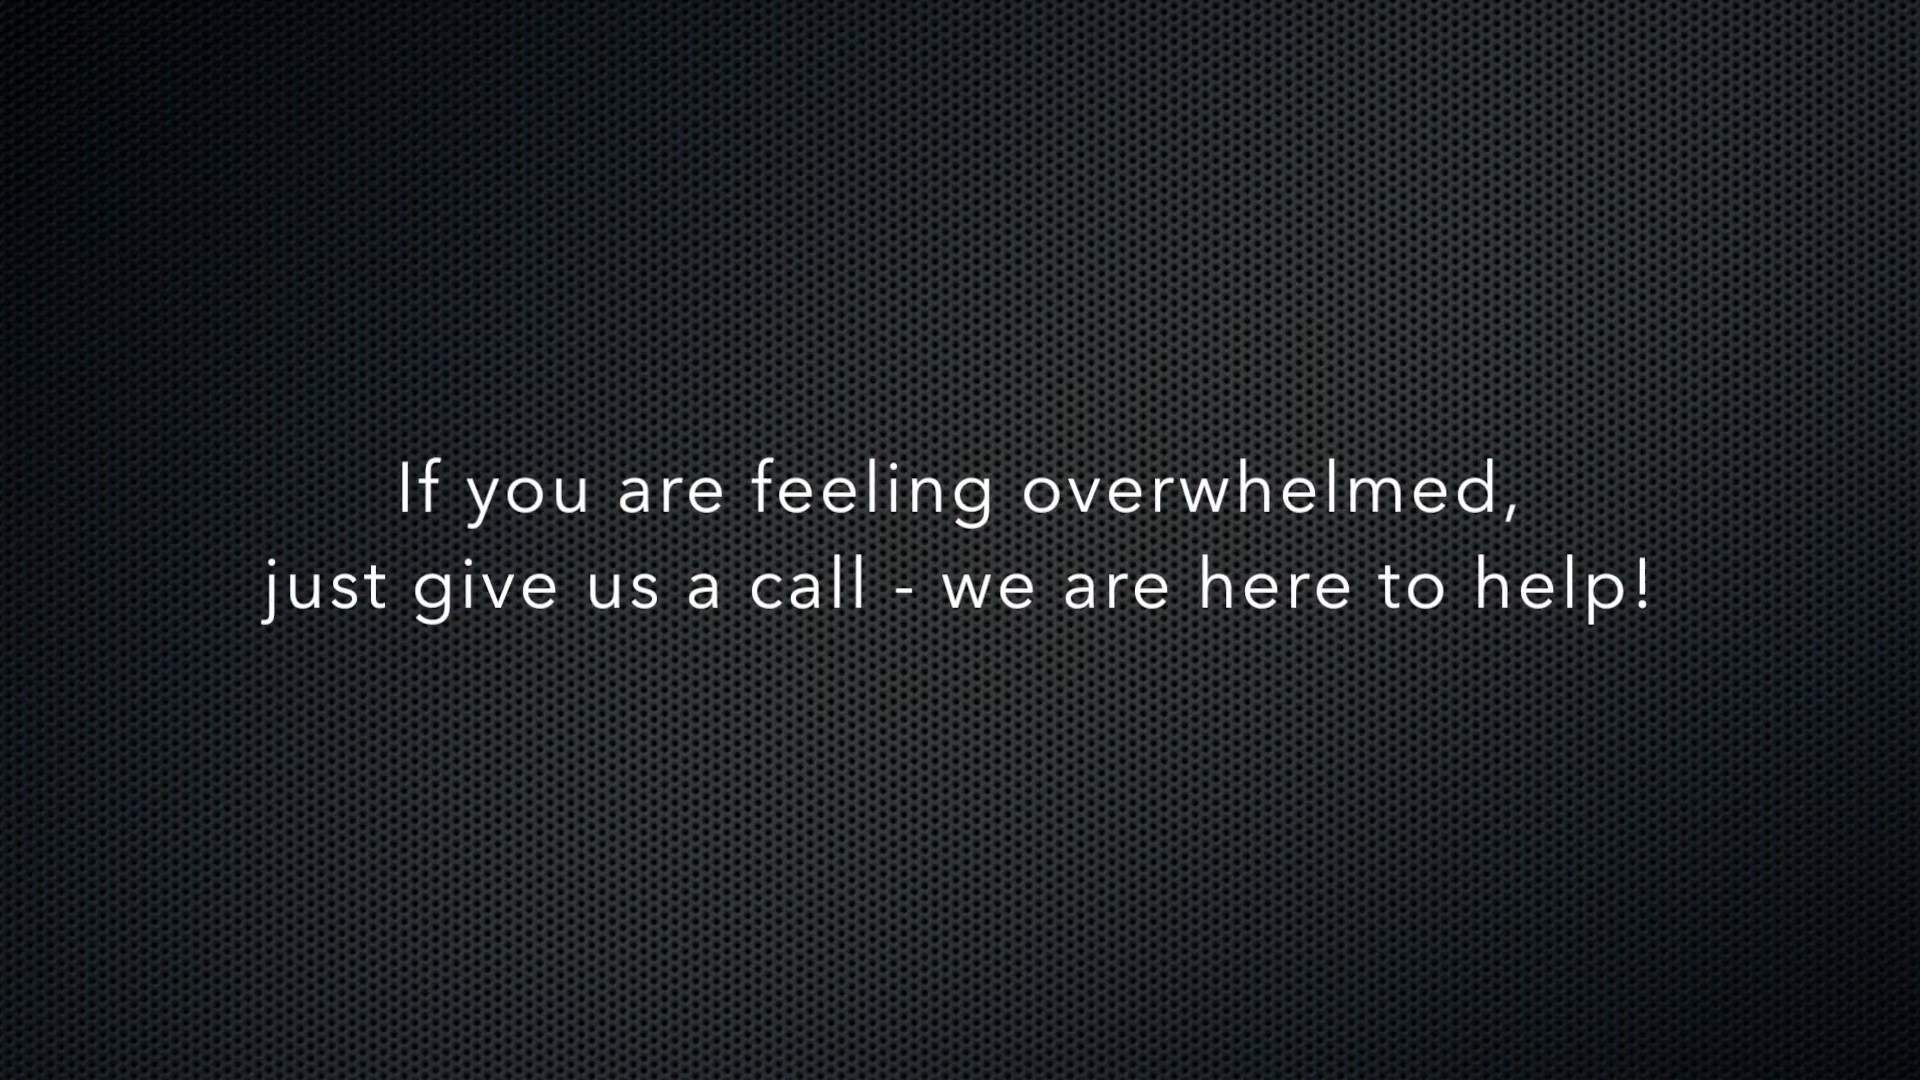 If you are feeling overwhelmed,
just give us a call - we are here to help!